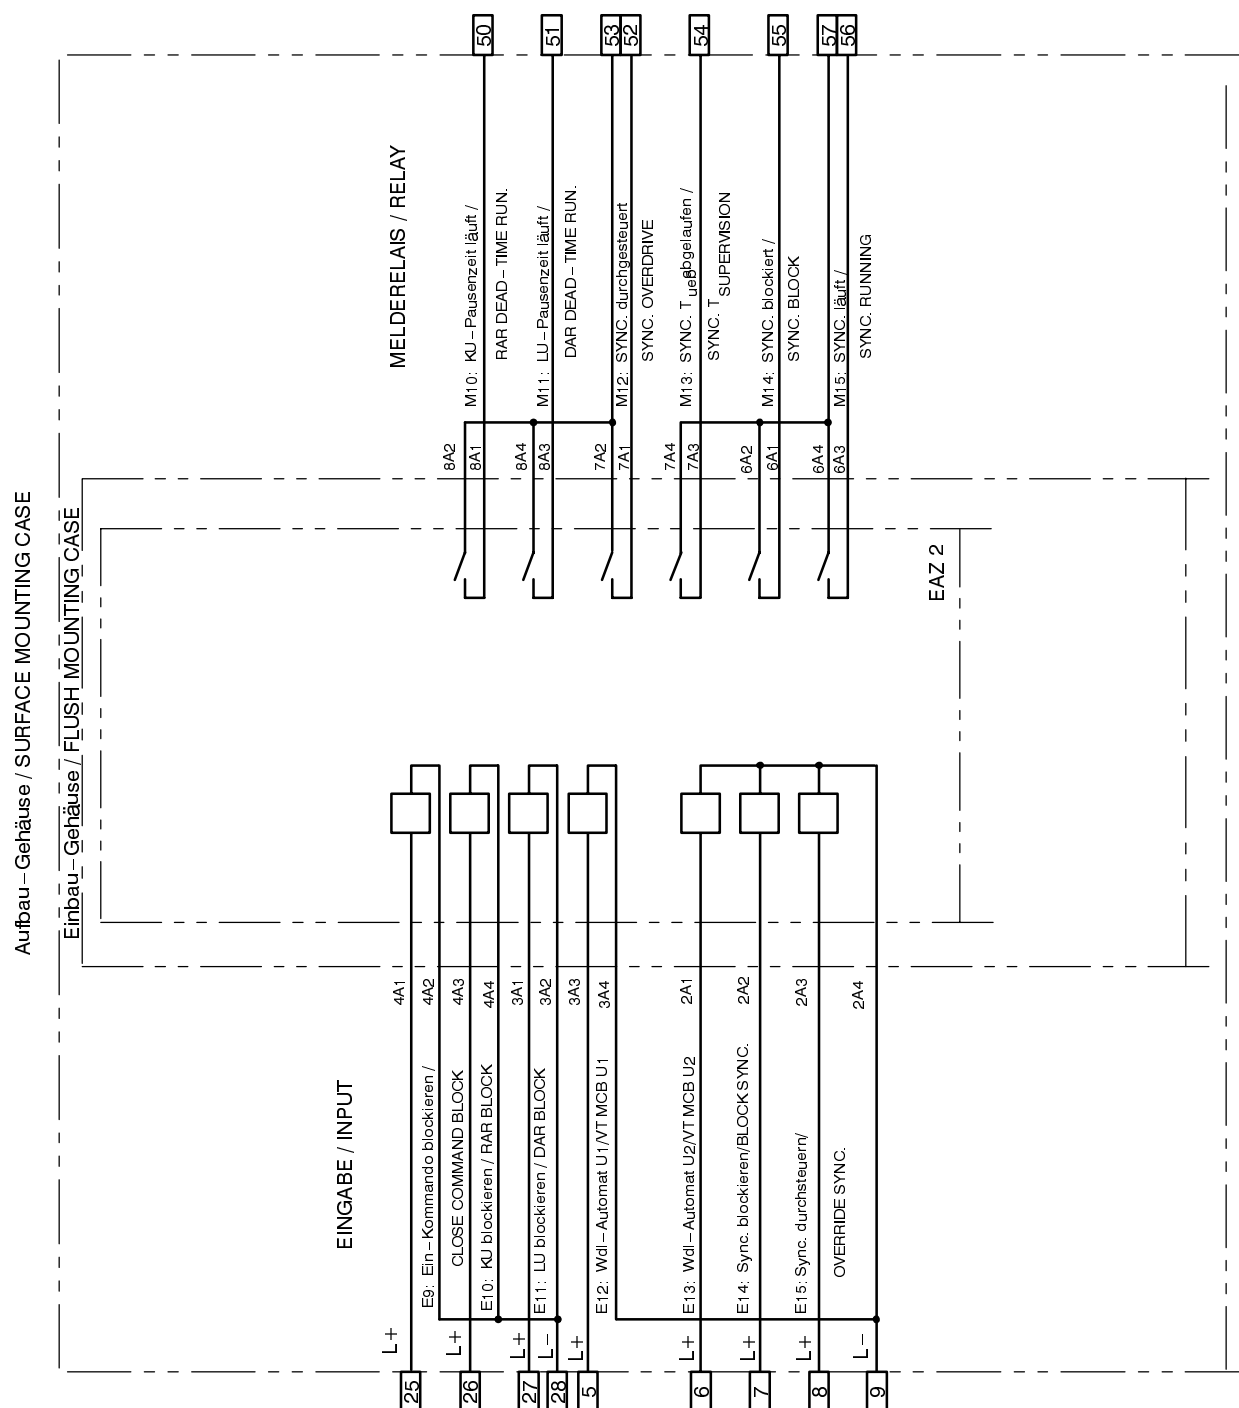 Aufbau–Gehäuse / SURFACE MOUNTING CASE
Einbau–Gehäuse / FLUSH MOUNTING CASE
EINGABE / INPUT
MELDERELAIS / RELAY
25
L+
4A1
E9: Ein–Kommando blockieren /
CLOSE COMMAND BLOCK
4A2
26
L+
4A3
E10: KU blockieren / RAR BLOCK
4A4
27
L+
3A1
E11: LU blockieren / DAR BLOCK
28
L–
3A2
5
L+
3A3
E12: Wdl–Automat U1/VT MCB U1
3A4
6
L+
2A1
E13: Wdl–Automat U2/VT MCB U2
7
L+
2A2
E14: Sync. blockieren/BLOCK SYNC.
8
L+
2A3
E15: Sync. durchsteuern/
OVERRIDE SYNC.
9
L–
2A4
8A2
8A1
M10: KU–Pausenzeit läuft /
RAR DEAD–TIME RUN.
50
8A4
8A3
M11: LU–Pausenzeit läuft /
DAR DEAD–TIME RUN.
51
7A2
7A1
M12: SYNC. durchgesteuert
SYNC. OVERDRIVE
53
52
7A4
7A3
M13: SYNC. T ueb abgelaufen /
SYNC. T SUPERVISION
54
6A2
6A1
M14: SYNC. blockiert /
SYNC. BLOCK
55
6A4
6A3
M15: SYNC. läuft /
SYNC. RUNNING
57
56
EAZ 2